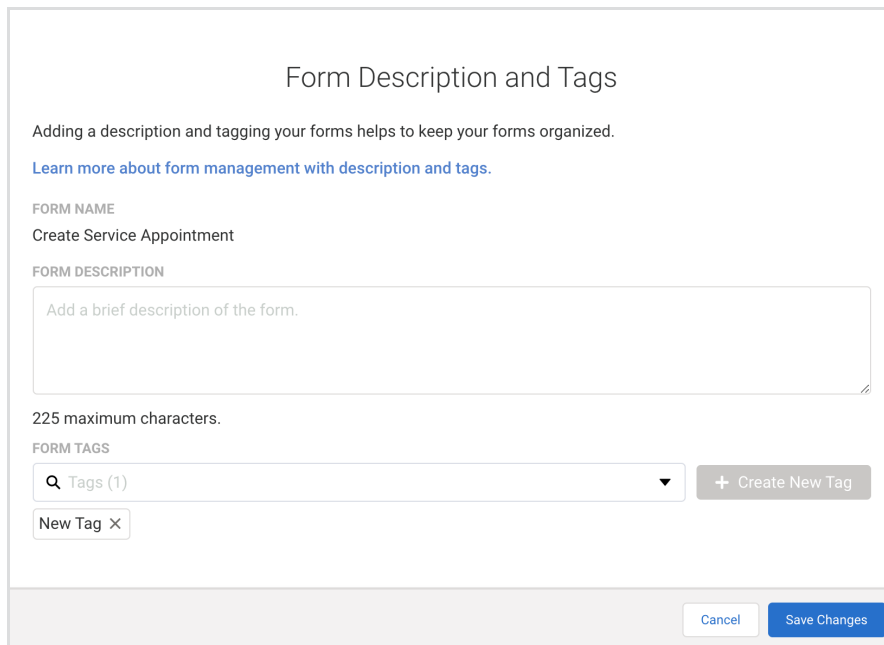 Form Description and Tags
Adding a description and tagging your forms helps to keep your forms organized.
Learn more about form management with description and tags.
FORM NAME
Create Service Appointment
FORM DESCRIPTION
Add a brief description of the form.
225 maximum characters.
FORM TAGS
Tags (1)
Create New Tag
New Tag
Cancel
Save Changes